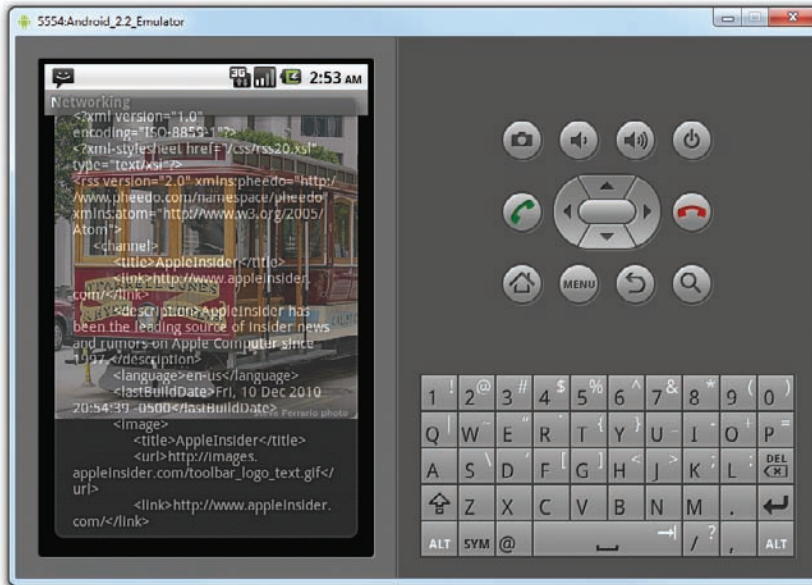 5554:Android_2.2_Emulator
3G
2:53 AM
Networking
<?xml version="1.0"
encoding="ISO-8859-1"?>
<?xml-stylesheet href="/css/rss20.xsl"
type="text/xsl"?>
<rss version="2.0" xmlns:pheedo="http:/
/www.pheedo.com/namespace/pheedo"
xmlns:atom="http://www.w3.org/2005/
Atom">
<channel>
<title>AppleInsider</title>
<link>http://www.appleinsider.
com/</link>
<description>AppleInsider has
been the leading source of Insider news
and rumors on Apple Computer since
1997.</description>
<language>en-us</language>
<lastBuildDate>Fri, 10 Dec 2010
20:54:39 -0500</lastBuildDate>
Steve Ferrario photo
<image>
<title>AppleInsider</title>
<url>http://images.
appleinsider.com/toolbar_logo_text.gif</
url>
<link>http://www.appleinsider.
com/</link>
MENU
1 ! 2 @ 3 # 4 $ 5 % 6 ^ 7 & 8 * 9 ( 0 )
Q | W ~ E " R ` T { Y } U _ I - O + P =
A S \ D ' F [ G ] H < J > K ; L : DEL
Z X C V B N M .
ALT SYM @ / ? , ALT